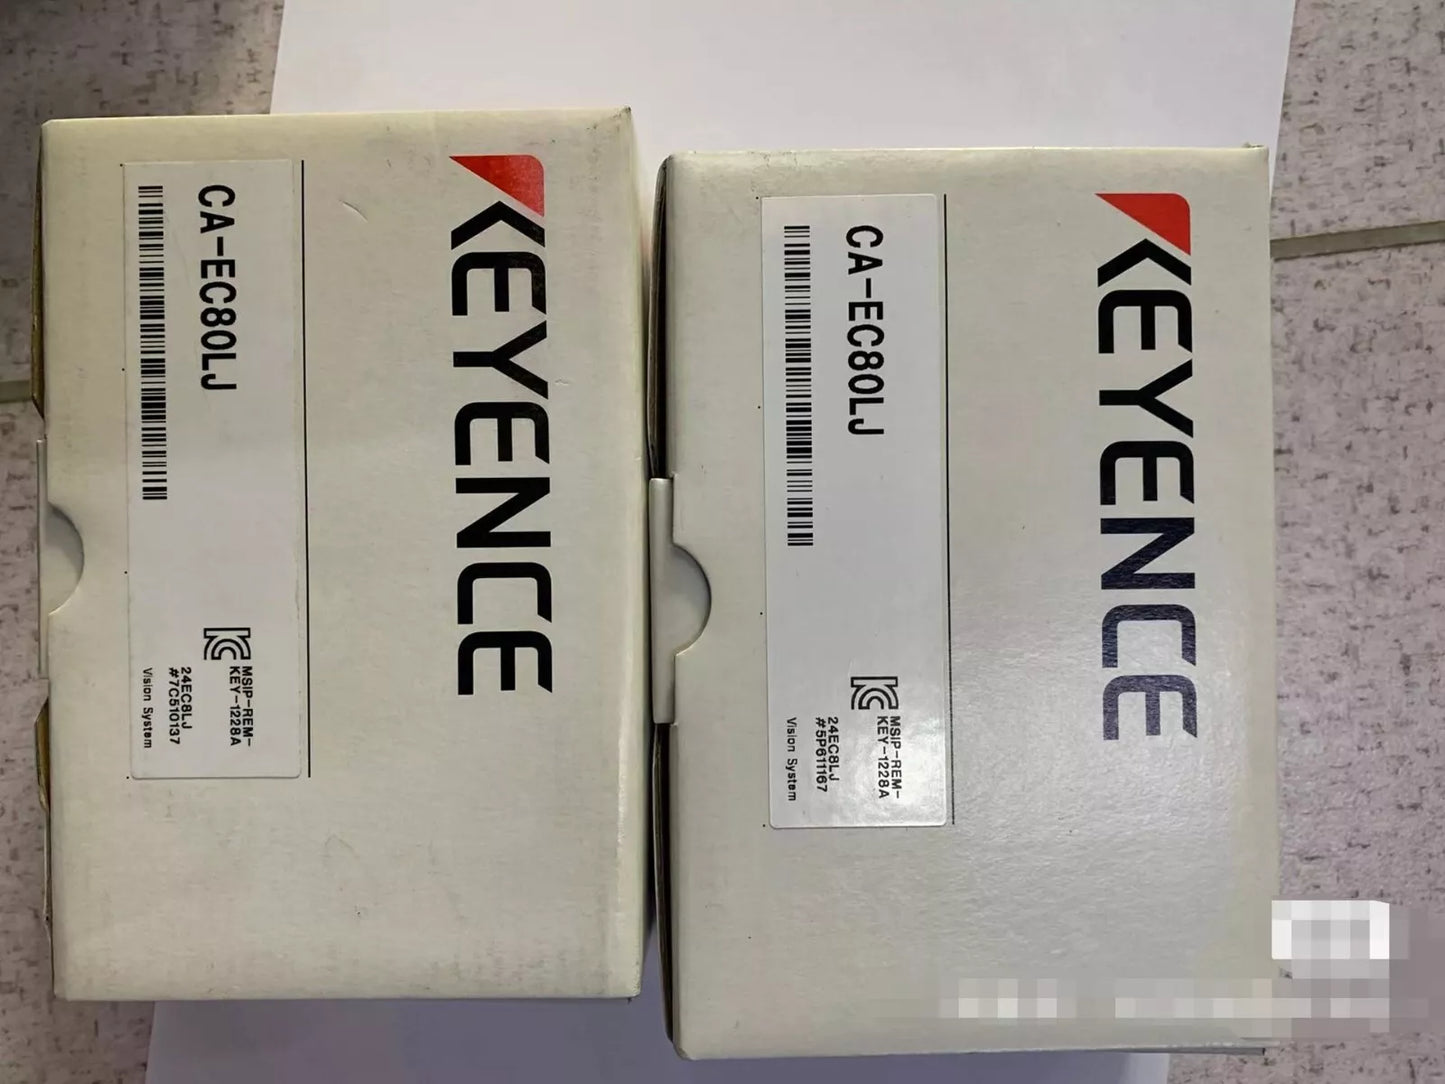 KEYENCE
CA-EC80LJ
MSIP-REM-
KEY-1228A
24EC8LJ
#7C510137
Vision System
KEYENCE
CA-EC80LJ
MSIP-REM-
KEY-1228A
24EC8LJ
#5P611167
Vision System